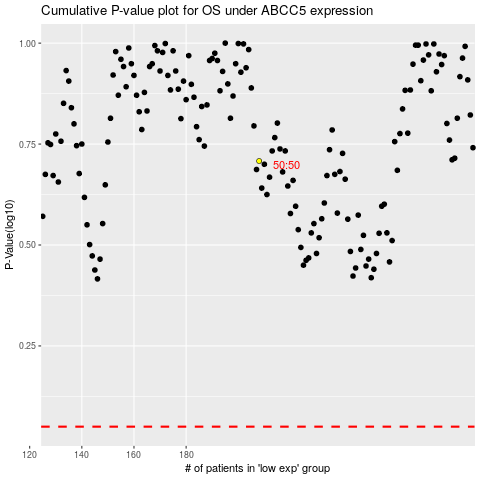 Cumulative P-value plot for OS under ABCC5 expression
P-Value(log10)
1.00
0.75
0.50
0.25
50:50
120 140 160 180
# of patients in 'low exp' group